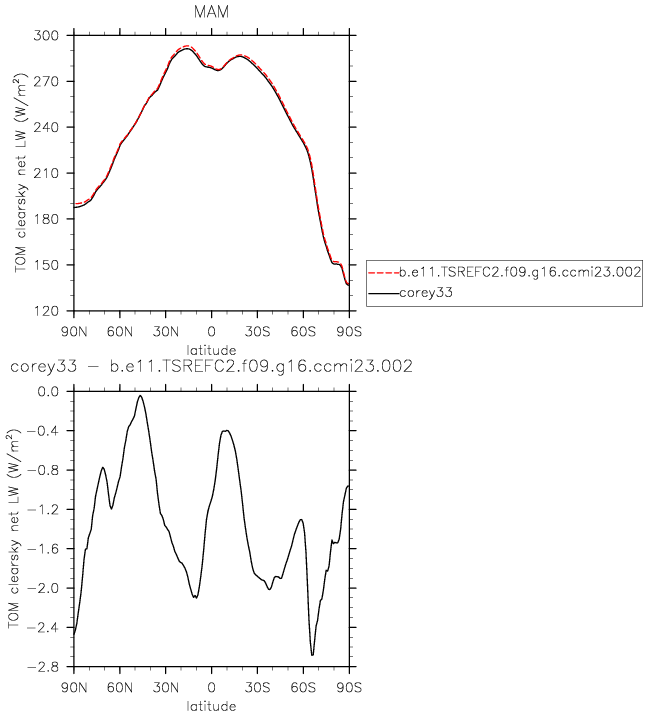 MAM
300
270
240
210
180
150
120
TOM clearsky net LW (W/m²)
90N 60N 30N 0 30S 60S 90S
latitude
b.e11.TSREFC2.f09.g16.ccmi23.002
corey33
corey33 − b.e11.TSREFC2.f09.g16.ccmi23.002
0.0
−0.4
−0.8
−1.2
−1.6
−2.0
−2.4
−2.8
TOM clearsky net LW (W/m²)
90N 60N 30N 0 30S 60S 90S
latitude